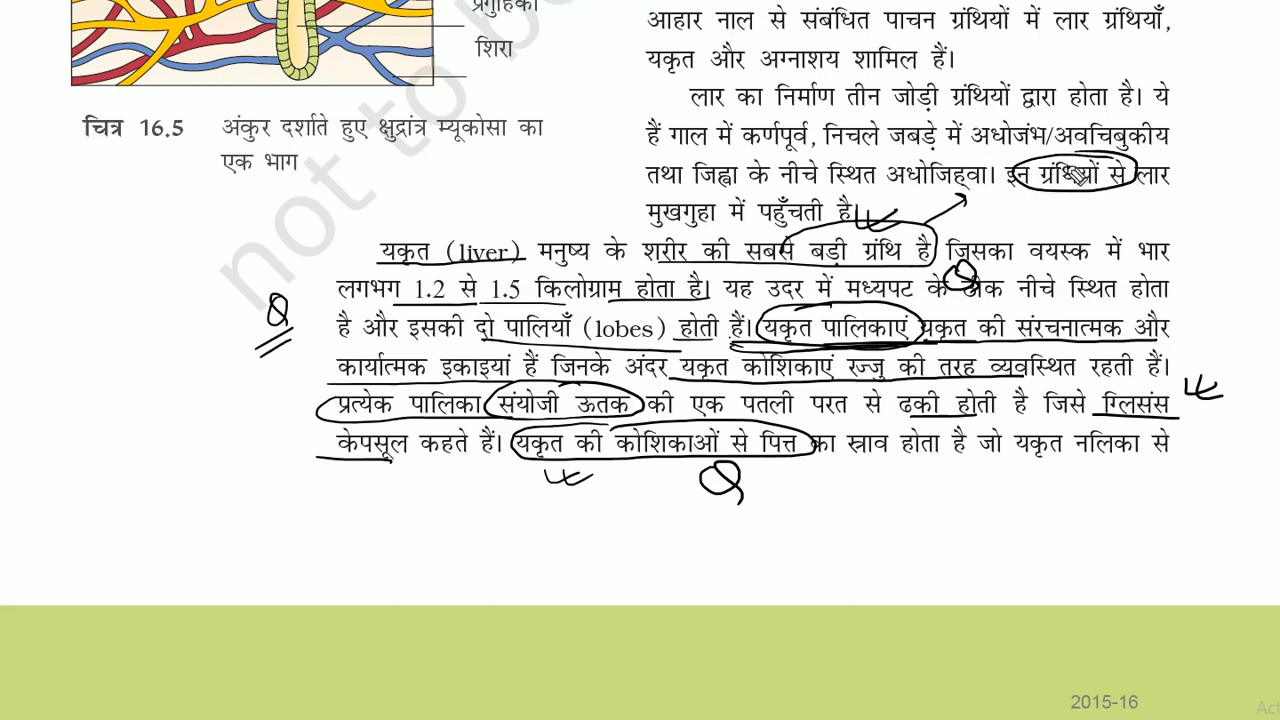 प्रगुहिका
शिरा
चित्र 16.5 अंकुर दर्शाते हुए क्षुद्रांत्र म्यूकोसा का
एक भाग
आहार नाल से संबंधित पाचन ग्रंथियों में लार ग्रंथियाँ,
यकृत और अग्नाशय शामिल हैं।
लार का निर्माण तीन जोड़ी ग्रंथियों द्वारा होता है। ये
हैं गाल में कर्णपूर्व, निचले जबड़े में अधोजंभ/अवचिबुकीय
तथा जिह्वा के नीचे स्थित अधोजिह्वा। इन ग्रंथियों से लार
मुखगुहा में पहुँचती है।
यकृत (liver) मनुष्य के शरीर की सबसे बड़ी ग्रंथि है जिसका वयस्क में भार
लगभग 1.2 से 1.5 किलोग्राम होता है। यह उदर में मध्यपट के ठीक नीचे स्थित होता
है और इसकी दो पालियाँ (lobes) होती हैं। यकृत पालिकाएं यकृत की संरचनात्मक और
कार्यात्मक इकाइयां हैं जिनके अंदर यकृत कोशिकाएं रज्जु की तरह व्यवस्थित रहती हैं।
प्रत्येक पालिका संयोजी ऊतक की एक पतली परत से ढकी होती है जिसे ग्लिसंस
केपसूल कहते हैं। यकृत की कोशिकाओं से पित्त का स्राव होता है जो यकृत नलिका से
not to b
Q
Q
Q
2015-16
Act